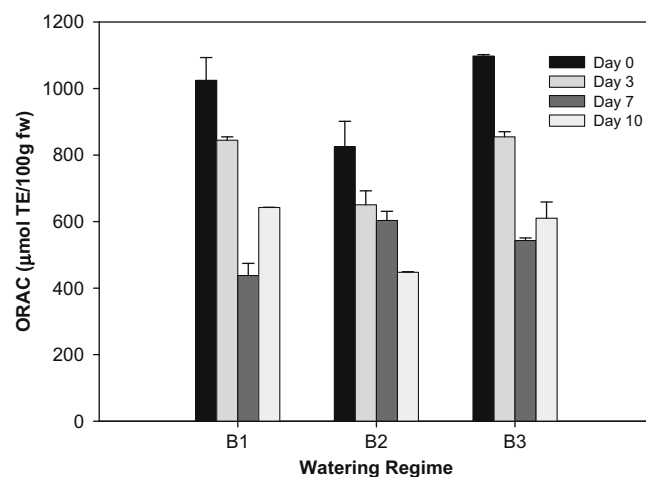 1200
1000
800
600
400
200
0
ORAC (µmol TE/100g fw)
Day 0
Day 3
Day 7
Day 10
B1 B2 B3
Watering Regime